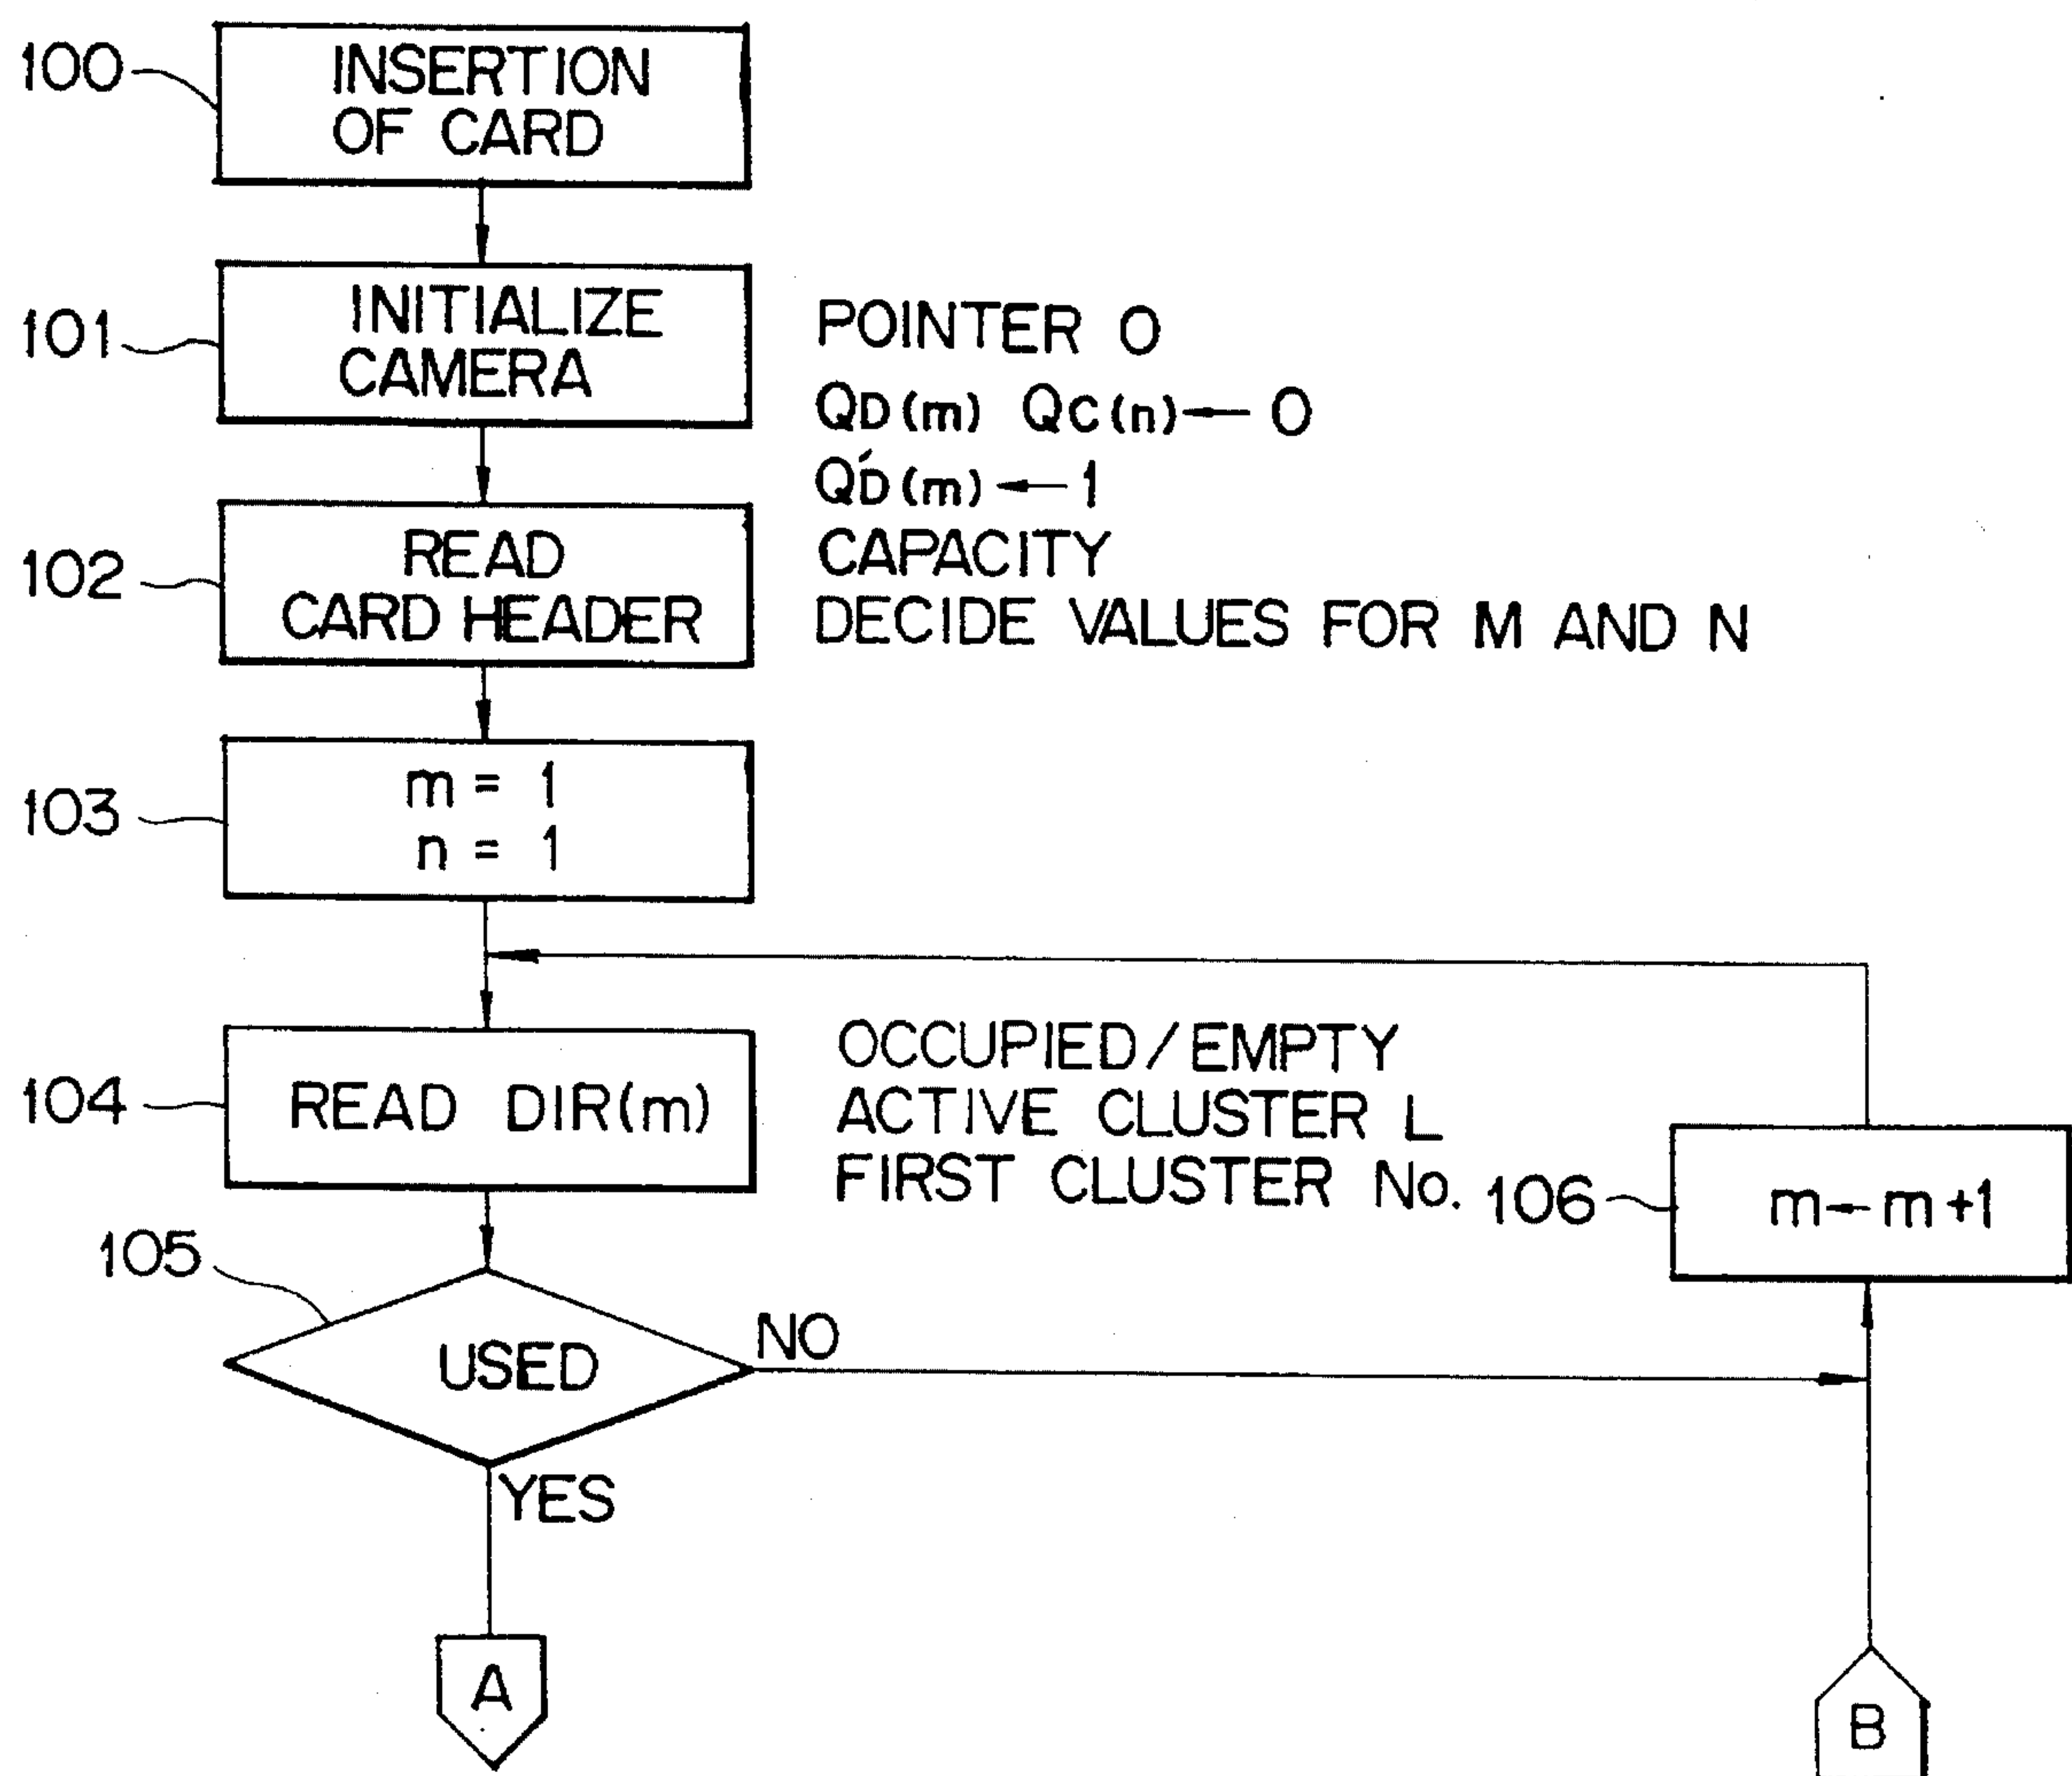 100
INSERTION
OF CARD
101
INITIALIZE
CAMERA
POINTER 0
QD(m) QC(n)← 0
Q́D(m)← 1
102
READ
CARD HEADER
CAPACITY
DECIDE VALUES FOR M AND N
103
m = 1
n = 1
104
READ DIR(m)
OCCUPIED/EMPTY
ACTIVE CLUSTER L
FIRST CLUSTER No.
106
m←m+1
105
USED
NO
YES
A
B